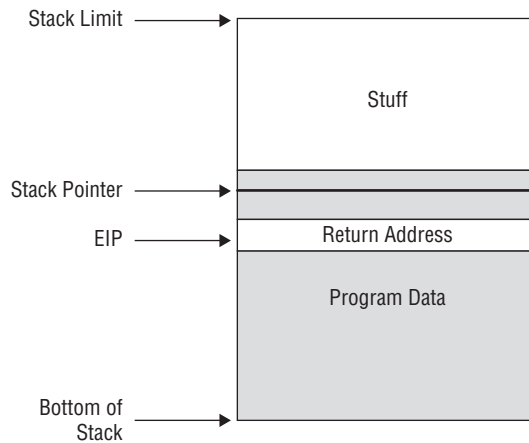 Stack Limit
Stuff
Stack Pointer
EIP
Return Address
Program Data
Bottom of
Stack